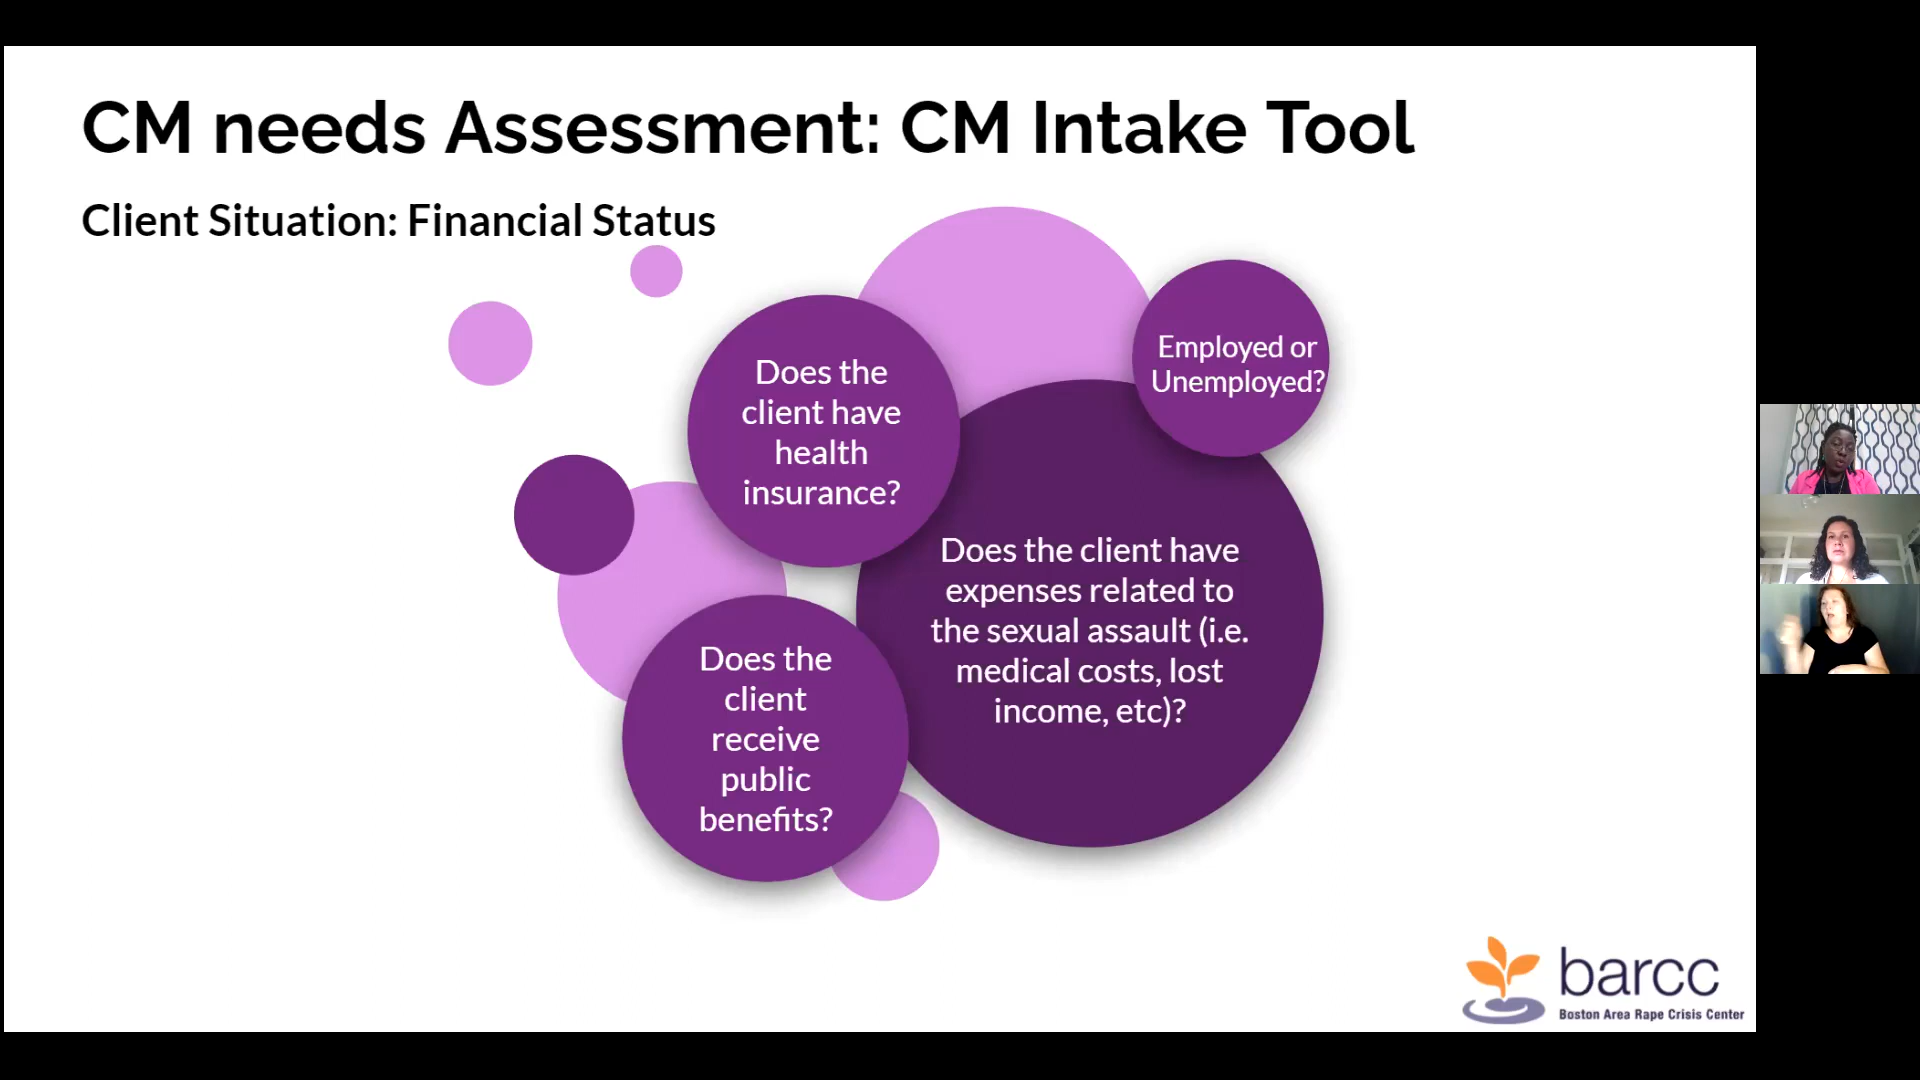 CM needs Assessment: CM Intake Tool
Client Situation: Financial Status
Does the
client have
health
insurance?
Employed or
Unemployed?
Does the client have
expenses related to
the sexual assault (i.e.
medical costs, lost
income, etc)?
Does the
client
receive
public
benefits?
barcc
Boston Area Rape Crisis Center